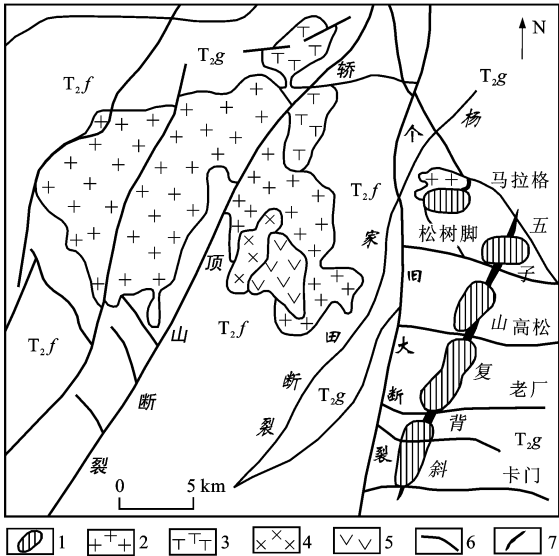 N
T₂f
T₂g
轿
顶
山
断
裂
T₂g
杨
家
田
断
裂
个
旧
大
断
裂
T₂f
马拉格
松树脚
五
子
山
复
背
斜
高松
老厂
T₂g
卡门
T₂f
T₂f
T₂g
0 5 km
1 2 3 4 5 6 7